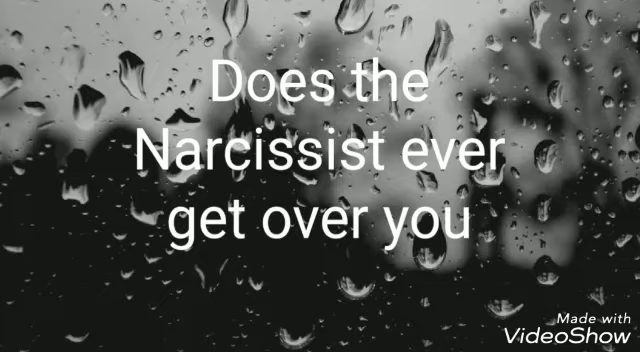 Does the
Narcissist ever
get over you
Made with
VideoShow